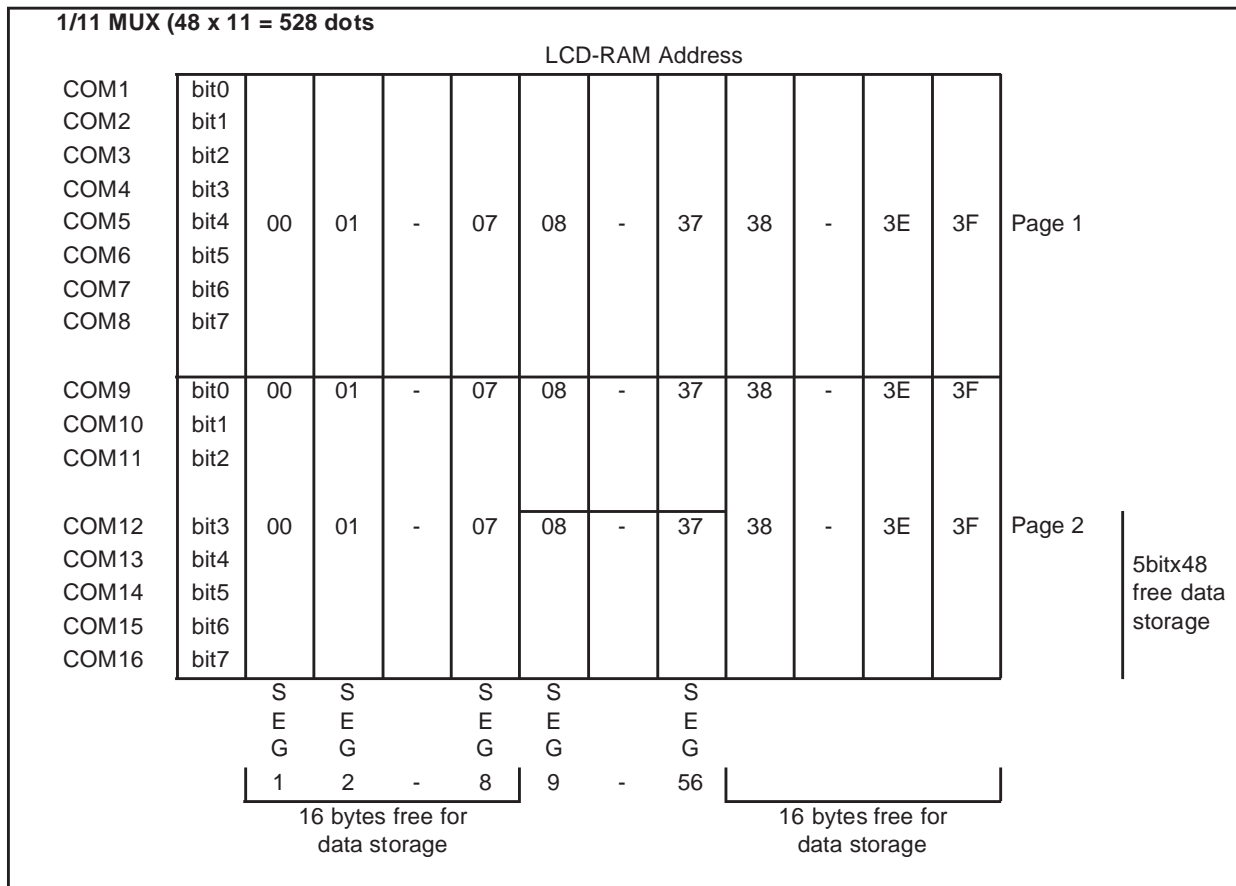 1/11 MUX (48 x 11 = 528 dots
LCD-RAM Address
COM1 bit0
COM2 bit1
COM3 bit2
COM4 bit3
COM5 bit4 00 01 - 07 08 - 37 38 - 3E 3F Page 1
COM6 bit5
COM7 bit6
COM8 bit7
COM9 bit0 00 01 - 07 08 - 37 38 - 3E 3F
COM10 bit1
COM11 bit2
COM12 bit3 00 01 - 07 08 - 37 38 - 3E 3F Page 2
COM13 bit4
COM14 bit5
COM15 bit6
COM16 bit7
5bitx48
free data
storage
S S S S S
E E E E E
G G G G G
1 2 - 8 9 - 56
16 bytes free for
data storage
16 bytes free for
data storage